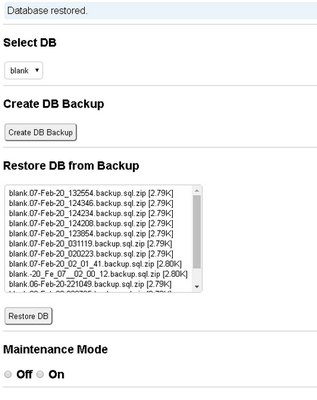 Database restored.
Select DB
blank
Create DB Backup
Create DB Backup
Restore DB from Backup
blank.07-Feb-20_132554.backup.sql.zip [2.79K]
blank.07-Feb-20_124346.backup.sql.zip [2.79K]
blank.07-Feb-20_124234.backup.sql.zip [2.79K]
blank.07-Feb-20_124208.backup.sql.zip [2.79K]
blank.07-Feb-20_123854.backup.sql.zip [2.79K]
blank.07-Feb-20_031119.backup.sql.zip [2.79K]
blank.07-Feb-20_020223.backup.sql.zip [2.79K]
blank.07-Feb-20_02_01_41.backup.sql.zip [2.80K]
blank.-20_Fe_07__02_00_12.backup.sql.zip [2.80K]
blank.06-Feb-20-221049.backup.sql.zip [2.79K]
Restore DB
Maintenance Mode
Off On